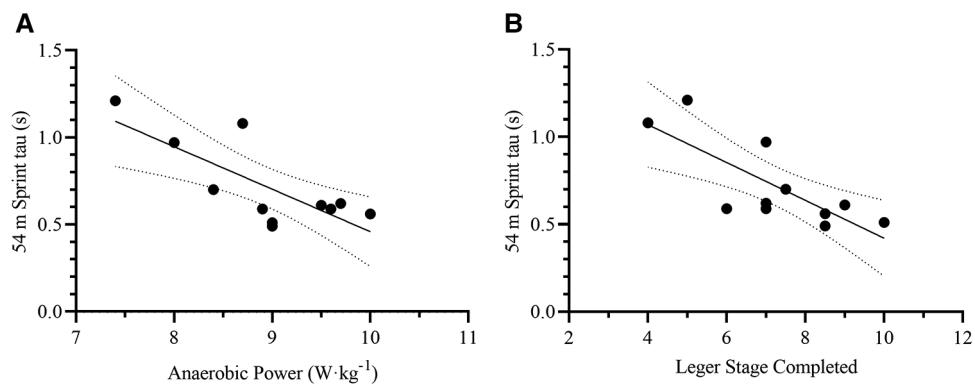 A
54 m Sprint tau (s)
1.5
1.0
0.5
0.0
7 8 9 10 11
Anaerobic Power (W·kg⁻¹)
B
54 m Sprint tau (s)
1.5
1.0
0.5
0.0
2 4 6 8 10 12
Leger Stage Completed